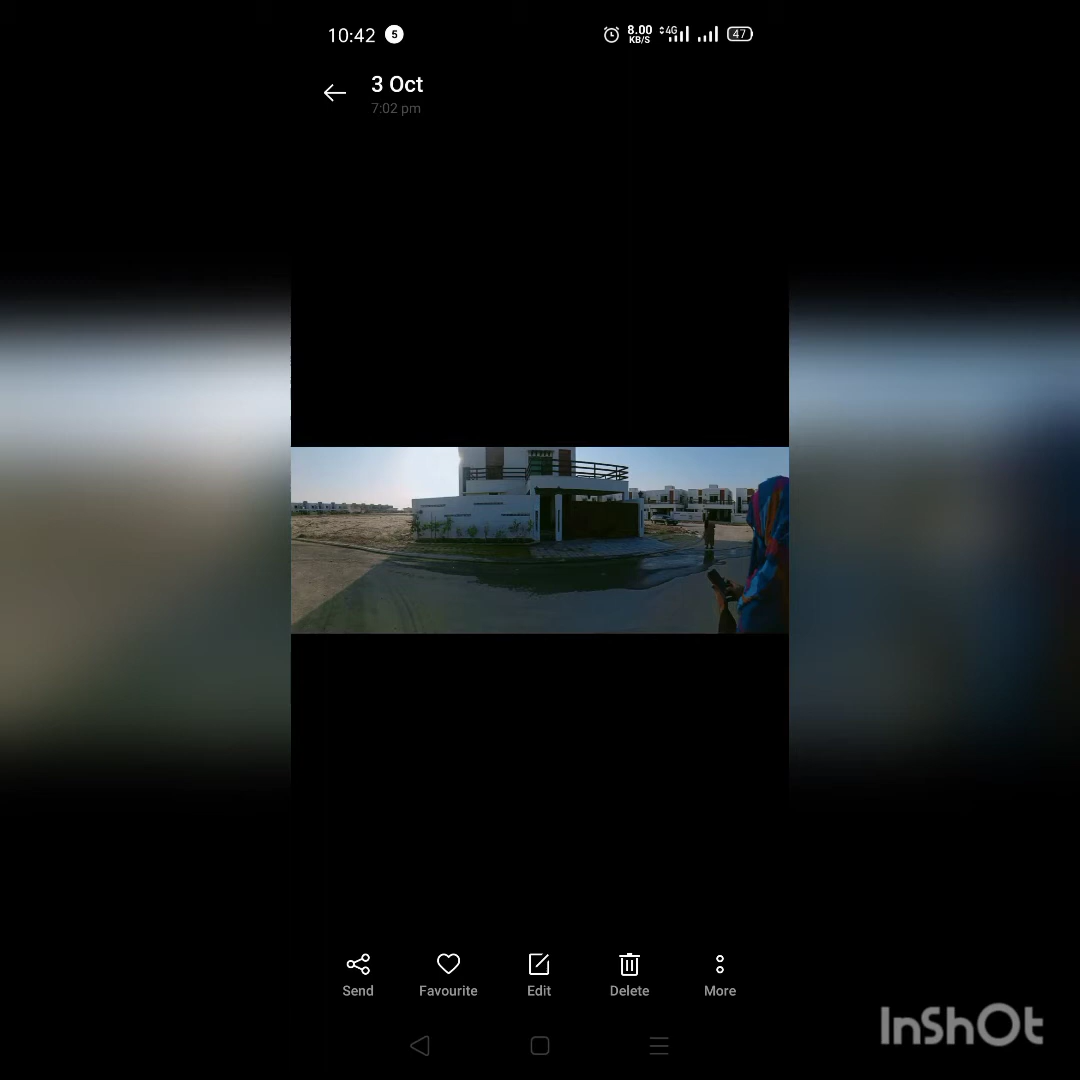 10:42 5
8.00 KB/S 4G 47
3 Oct
7:02 pm
Send Favourite Edit Delete More
InShOt